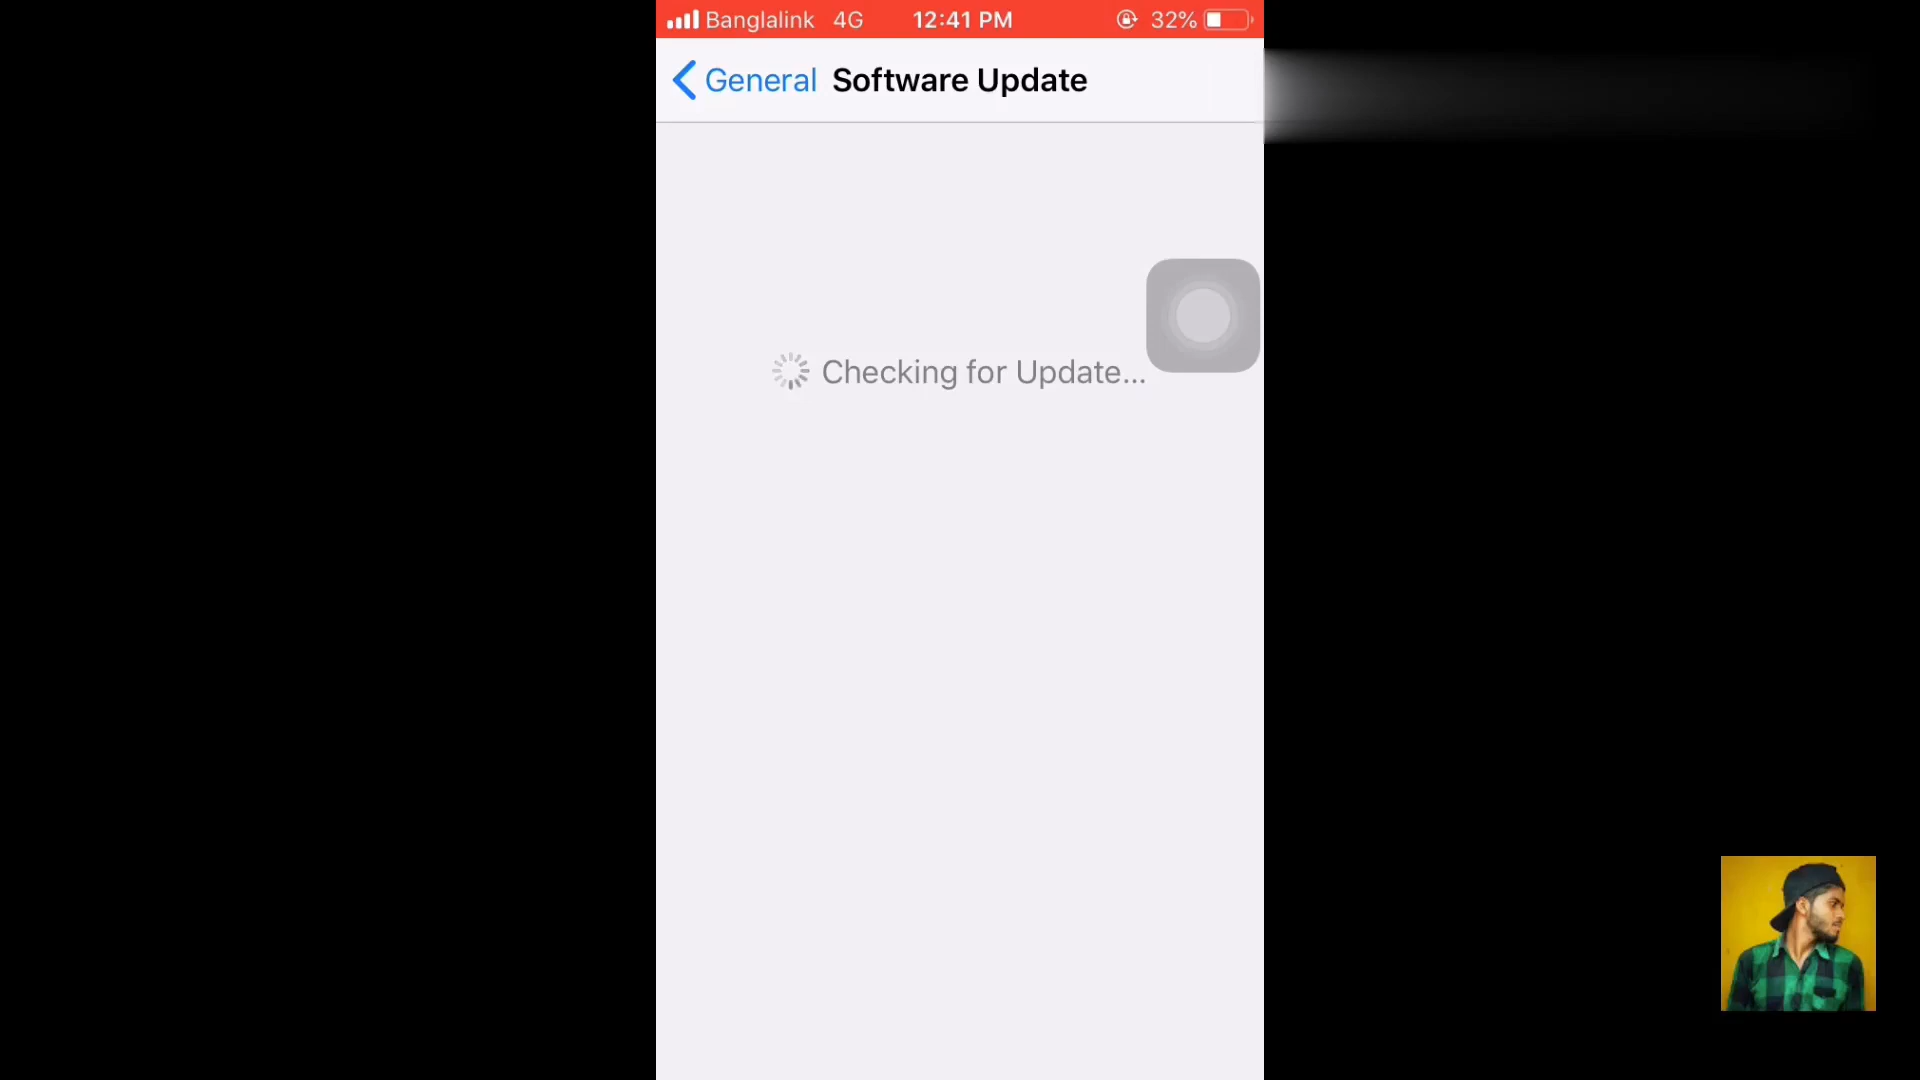 Banglalink 4G 12:41 PM 32%
General Software Update
Checking for Update...